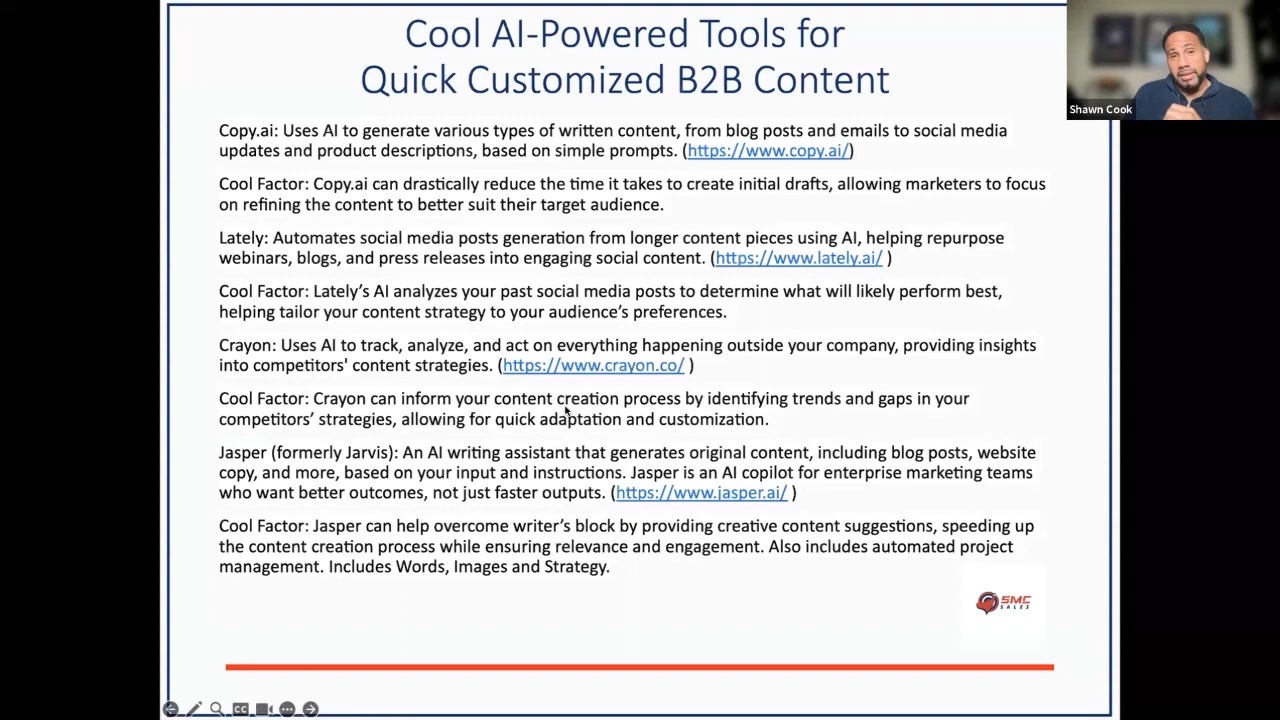 Cool AI-Powered Tools for
Quick Customized B2B Content
Shawn Cook
Copy.ai: Uses AI to generate various types of written content, from blog posts and emails to social media
updates and product descriptions, based on simple prompts. (https://www.copy.ai/)
Cool Factor: Copy.ai can drastically reduce the time it takes to create initial drafts, allowing marketers to focus
on refining the content to better suit their target audience.
Lately: Automates social media posts generation from longer content pieces using AI, helping repurpose
webinars, blogs, and press releases into engaging social content. (https://www.lately.ai/ )
Cool Factor: Lately’s AI analyzes your past social media posts to determine what will likely perform best,
helping tailor your content strategy to your audience’s preferences.
Crayon: Uses AI to track, analyze, and act on everything happening outside your company, providing insights
into competitors' content strategies. (https://www.crayon.co/ )
Cool Factor: Crayon can inform your content creation process by identifying trends and gaps in your
competitors’ strategies, allowing for quick adaptation and customization.
Jasper (formerly Jarvis): An AI writing assistant that generates original content, including blog posts, website
copy, and more, based on your input and instructions. Jasper is an AI copilot for enterprise marketing teams
who want better outcomes, not just faster outputs. (https://www.jasper.ai/ )
Cool Factor: Jasper can help overcome writer’s block by providing creative content suggestions, speeding up
the content creation process while ensuring relevance and engagement. Also includes automated project
management. Includes Words, Images and Strategy.
SMC
SALES
CC